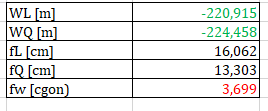 WL [m] -220,915
WQ [m] -224,458
fL [cm] 16,062
fQ [cm] 13,303
fw (cgon) 3,699